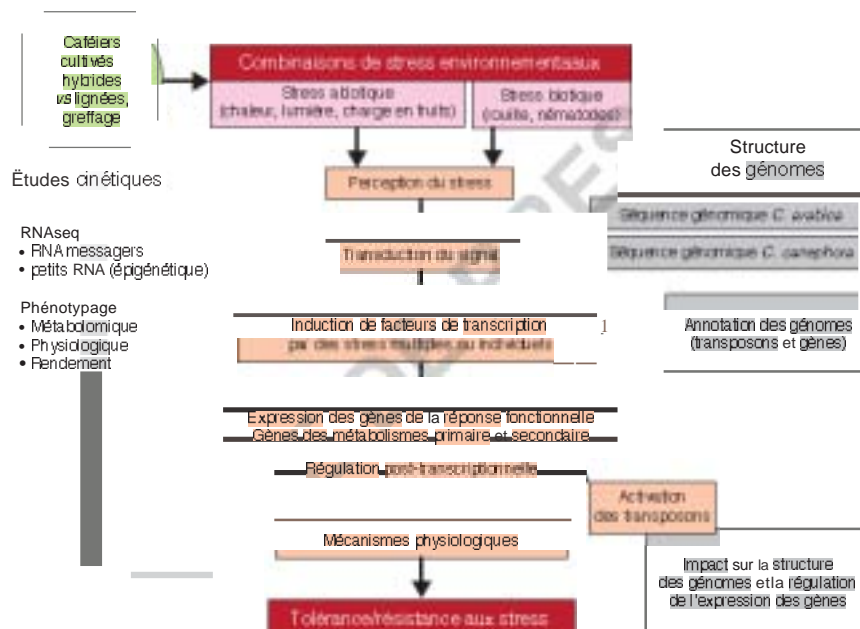 Caféiers
cultivés
hybrides
vs lignées,
greffage
Combinaisons de stress environnementaux
Stress abiotique
(chaleur, lumière, charge en fruits)
Stress biotique
(rouille, nématodes)
Études cinétiques
Perception du stress
Structure
des génomes
Séquence génomique C. arabica
Séquence génomique C. canephora
RNAseq
• RNA messagers
• petits RNA (épigénétique)
Transduction du signal
Phénotypage
• Métabolomique
• Physiologique
• Rendement
Induction de facteurs de transcription
par des stress multiples ou individuels
Annotation des génomes
(transposons et gènes)
Expression des gènes de la réponse fonctionnelle
Gènes des métabolismes primaire et secondaire
Régulation post-transcriptionnelle
Activation
des transposons
Mécanismes physiologiques
Impact sur la structure
des génomes et la régulation
de l'expression des gènes
Tolérance/résistance aux stress